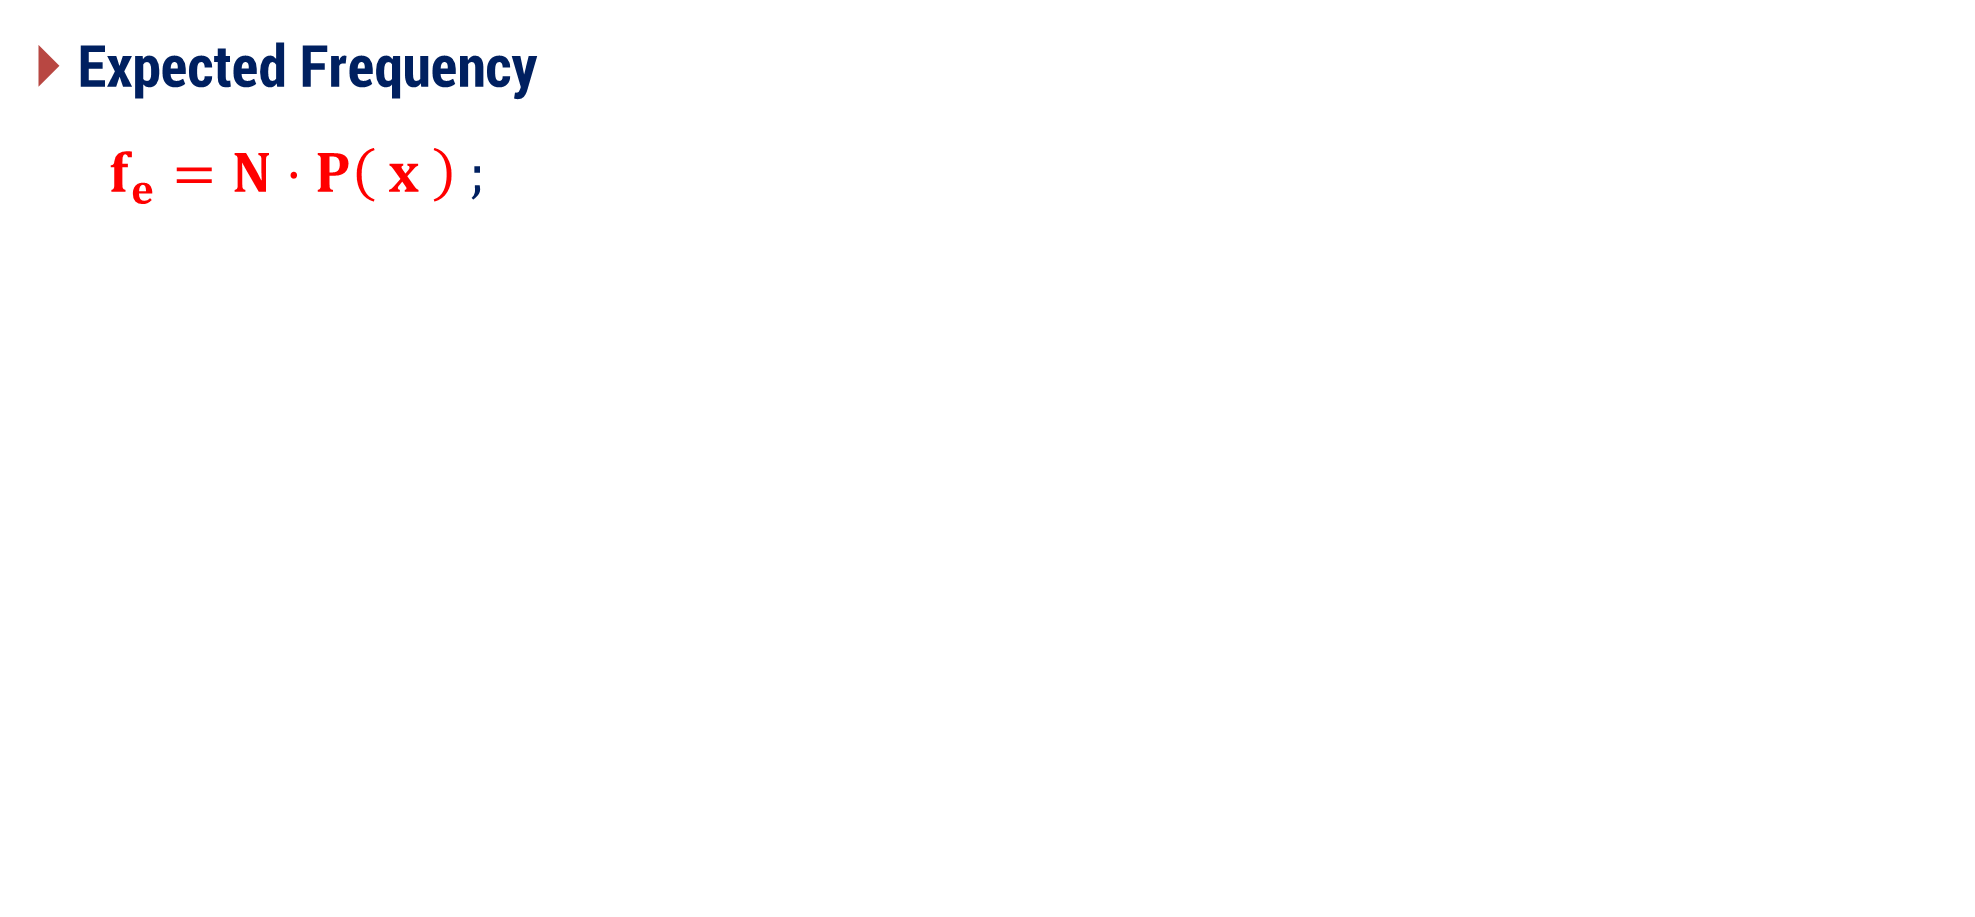 Expected Frequency
fₑ = N · P( x ) ;